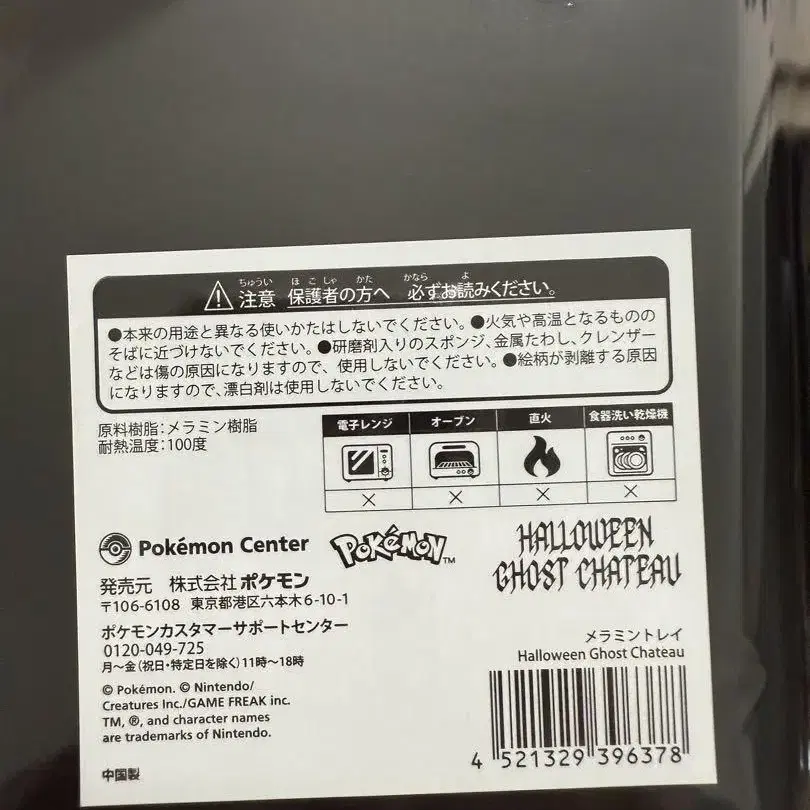 ちゅうい ほごしゃ かた かなら よ
注意 保護者の方へ 必ずお読みください。
●本来の用途と異なる使いかたはしないでください。●火気や高温となるものの
そばに近づけないでください。●研磨剤入りのスポンジ、金属たわし、クレンザー
などは傷の原因になりますので、使用しないでください。●絵柄が剥離する原因
になりますので、漂白剤は使用しないでください。
原料樹脂:メラミン樹脂
耐熱温度:100度
電子レンジ オーブン 直火 食器洗い乾燥機
× × × ×
Pokémon Center POKéMON™ HALLOWEEN
GHOST CHATEAU
発売元 株式会社ポケモン
〒106-6108 東京都港区六本木6-10-1
ポケモンカスタマーサポートセンター
0120-049-725
月〜金(祝日・特定日を除く)11時〜18時
© Pokémon. © Nintendo/
Creatures Inc./GAME FREAK inc.
TM, ®, and character names
are trademarks of Nintendo.
中国製
メラミントレイ
Halloween Ghost Chateau
4 521329 396378